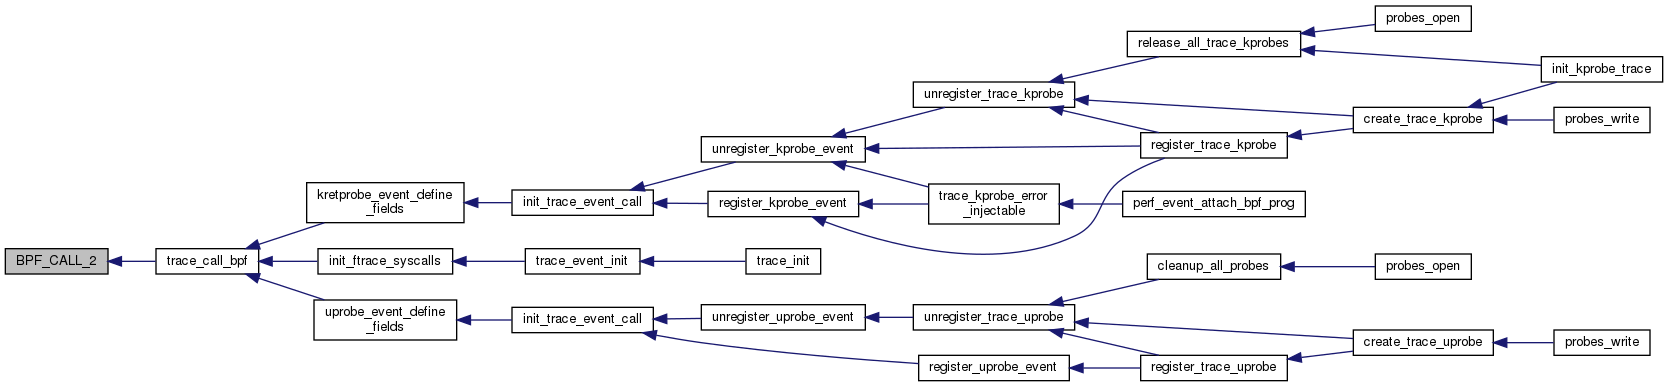 probes_open
release_all_trace_kprobes
init_kprobe_trace
unregister_trace_kprobe
create_trace_kprobe
probes_write
unregister_kprobe_event
register_trace_kprobe
kretprobe_event_define
_fields
init_trace_event_call
register_kprobe_event
trace_kprobe_error
_injectable
perf_event_attach_bpf_prog
BPF_CALL_2
trace_call_bpf
init_ftrace_syscalls
trace_event_init
trace_init
cleanup_all_probes
probes_open
uprobe_event_define
_fields
init_trace_event_call
unregister_uprobe_event
unregister_trace_uprobe
create_trace_uprobe
probes_write
register_uprobe_event
register_trace_uprobe